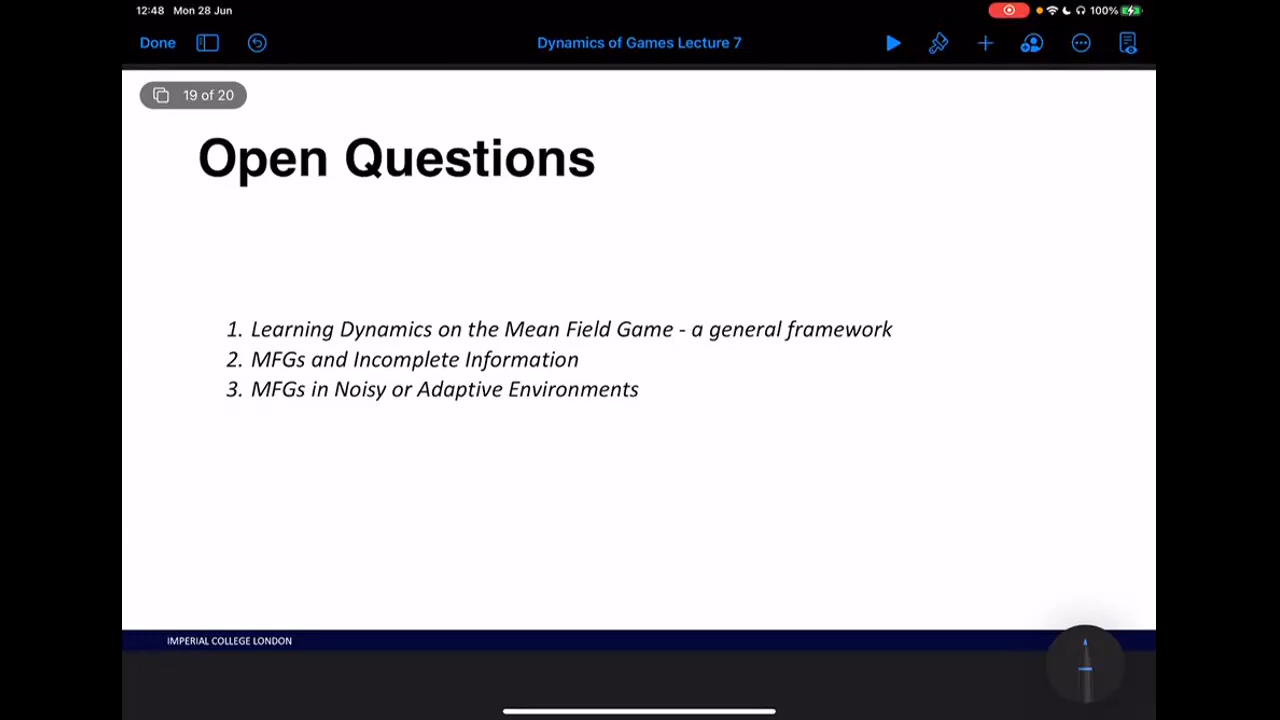 12:48 Mon 28 Jun
100%
Done
Dynamics of Games Lecture 7
19 of 20
Open Questions
1. Learning Dynamics on the Mean Field Game - a general framework
2. MFGs and Incomplete Information
3. MFGs in Noisy or Adaptive Environments
IMPERIAL COLLEGE LONDON